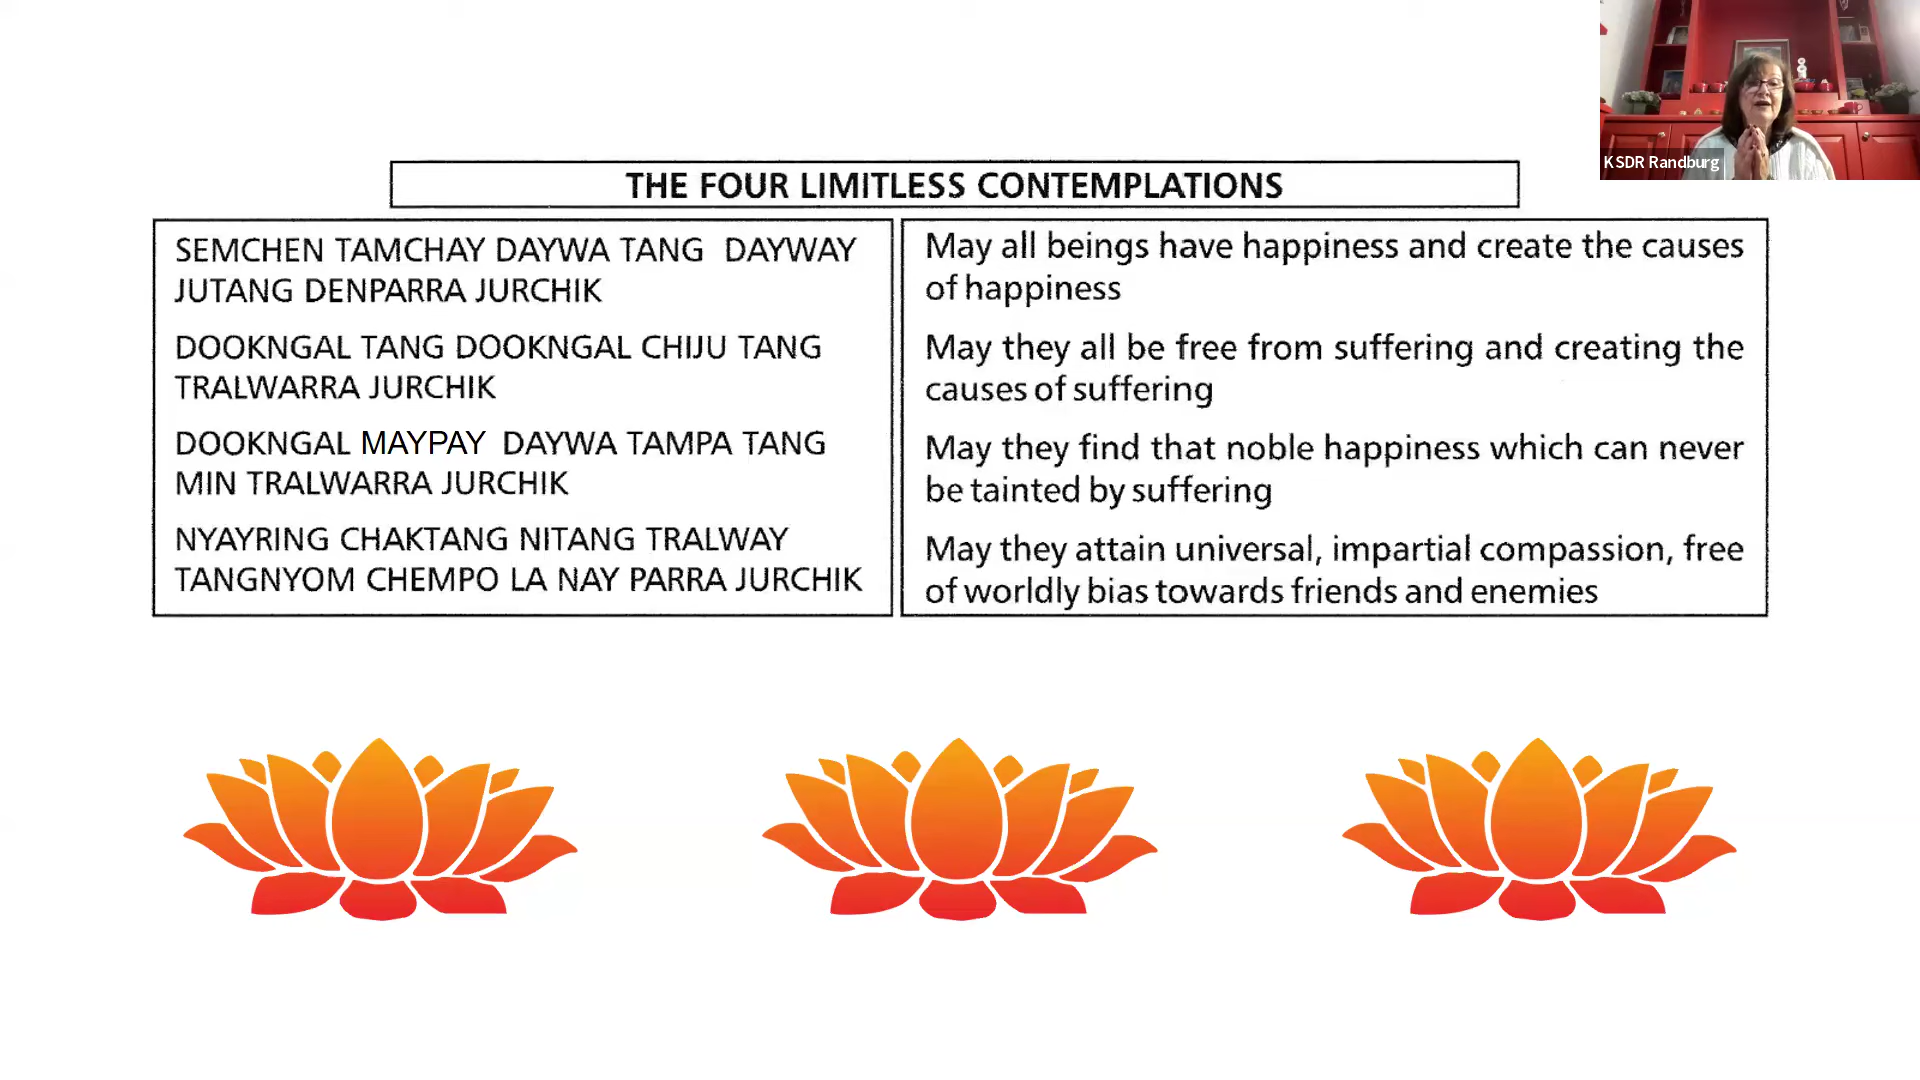 KSDR Randburg
THE FOUR LIMITLESS CONTEMPLATIONS
SEMCHEN TAMCHAY DAYWA TANG DAYWAY
JUTANG DENPARRA JURCHIK
DOOKNGAL TANG DOOKNGAL CHIJU TANG
TRALWARRA JURCHIK
DOOKNGAL MAYPAY DAYWA TAMPA TANG
MIN TRALWARRA JURCHIK
NYAYRING CHAKTANG NITANG TRALWAY
TANGNYOM CHEMPO LA NAY PARRA JURCHIK
May all beings have happiness and create the causes
of happiness
May they all be free from suffering and creating the
causes of suffering
May they find that noble happiness which can never
be tainted by suffering
May they attain universal, impartial compassion, free
of worldly bias towards friends and enemies